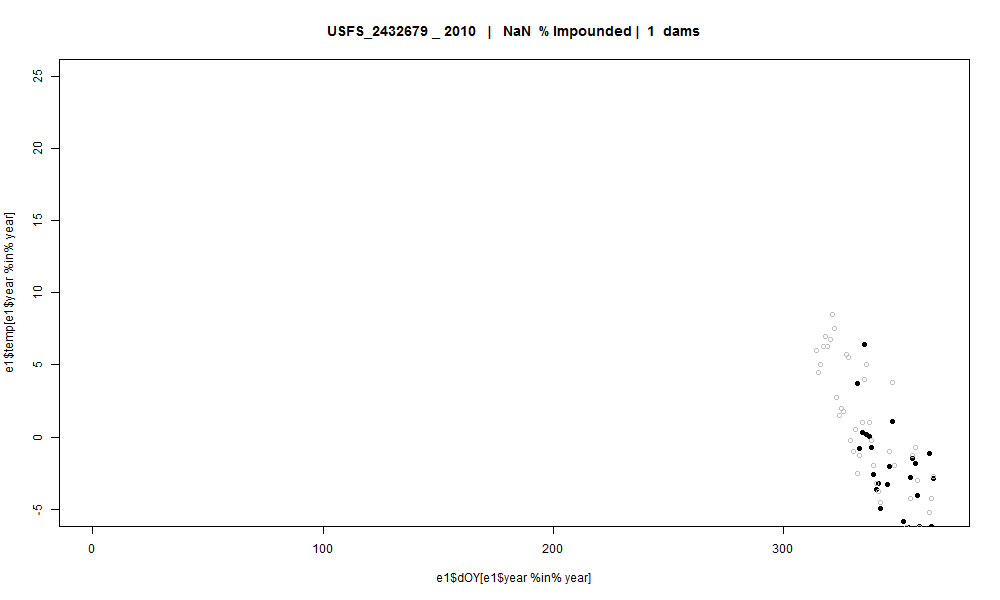 USFS_2432679 _ 2010 | NaN % Impounded | 1 dams
25
20
15
10
5
0
-5
e1$temp[e1$year %in% year]
0 100 200 300
e1$dOY[e1$year %in% year]